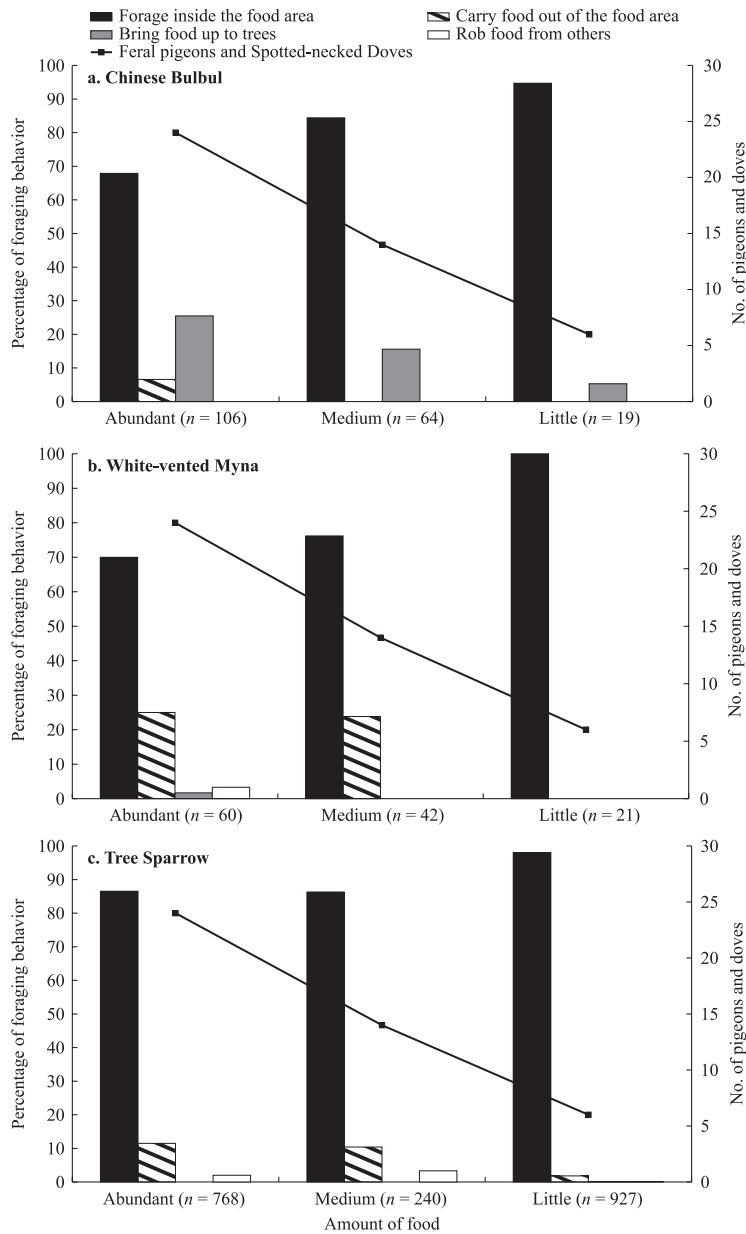 Forage inside the food area
Carry food out of the food area
Bring food up to trees
Rob food from others
Feral pigeons and Spotted-necked Doves
a. Chinese Bulbul
Percentage of foraging behavior
100
90
80
70
60
50
40
30
20
10
0
30
25
20
15
10
5
0
No. of pigeons and doves
Abundant (n = 106)
Medium (n = 64)
Little (n = 19)
b. White-vented Myna
Percentage of foraging behavior
100
90
80
70
60
50
40
30
20
10
0
30
25
20
15
10
5
0
No. of pigeons and doves
Abundant (n = 60)
Medium (n = 42)
Little (n = 21)
c. Tree Sparrow
Percentage of foraging behavior
100
90
80
70
60
50
40
30
20
10
0
30
25
20
15
10
5
0
No. of pigeons and doves
Abundant (n = 768)
Medium (n = 240)
Little (n = 927)
Amount of food